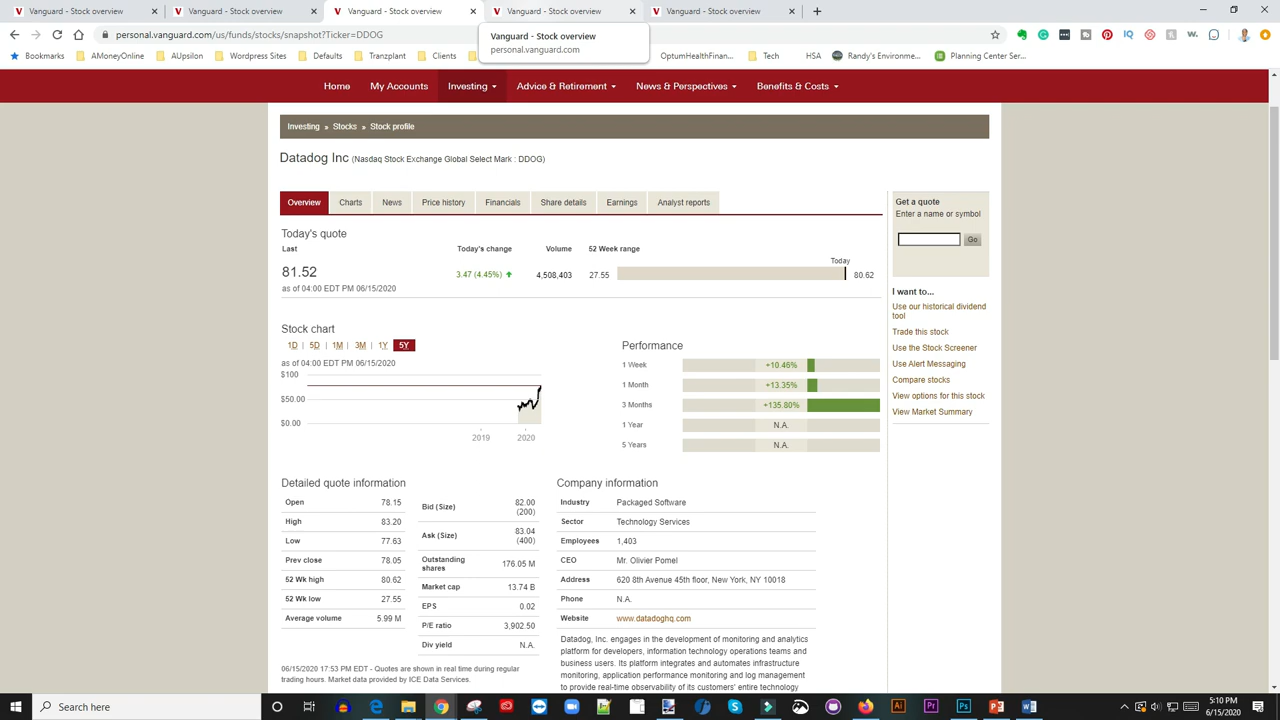 Vanguard - Stock overview
Vanguard - Stock overview
Vanguard - Stock overview
Vanguard - Stock overview
personal.vanguard.com/us/funds/stocks/snapshot?Ticker=DDOG
Vanguard - Stock overview
personal.vanguard.com
Bookmarks AMoneyOnline AUpsilon Wordpress Sites Defaults Tranzplant Clients OptumHealthFinan... Tech HSA Randy's Environme... Planning Center Ser...
Home My Accounts Investing Advice & Retirement News & Perspectives Benefits & Costs
Investing » Stocks » Stock profile
Datadog Inc (Nasdaq Stock Exchange Global Select Mark : DDOG)
Overview Charts News Price history Financials Share details Earnings Analyst reports
Today's quote
Last Today's change Volume 52 Week range
Today
81.52 3.47 (4.45%) 4,508,403 27.55 80.62
as of 04:00 EDT PM 06/15/2020
Stock chart
1D | 5D | 1M | 3M | 1Y 5Y
as of 04:00 EDT PM 06/15/2020
$100
$50.00
$0.00
2019 2020
Performance
1 Week +10.46%
1 Month +13.35%
3 Months +135.80%
1 Year N.A.
5 Years N.A.
Detailed quote information
Open 78.15
High 83.20
Low 77.63
Prev close 78.05
52 Wk high 80.62
52 Wk low 27.55
Average volume 5.99 M
Bid (Size) 82.00
(200)
Ask (Size) 83.04
(400)
Outstanding
shares 176.05 M
Market cap 13.74 B
EPS 0.02
P/E ratio 3,902.50
Div yield N.A.
06/15/2020 17:53 PM EDT - Quotes are shown in real time during regular
trading hours. Market data provided by ICE Data Services.
Company information
Industry Packaged Software
Sector Technology Services
Employees 1,403
CEO Mr. Olivier Pomel
Address 620 8th Avenue 45th floor, New York, NY 10018
Phone N.A.
Website www.datadoghq.com
Datadog, Inc. engages in the development of monitoring and analytics
platform for developers, information technology operations teams and
business users. Its platform integrates and automates infrastructure
monitoring, application performance monitoring and log management
to provide real-time observability of its customers' entire technology
Get a quote
Enter a name or symbol
Go
I want to...
Use our historical dividend
tool
Trade this stock
Use the Stock Screener
Use Alert Messaging
Compare stocks
View options for this stock
View Market Summary
Search here
5:10 PM
6/15/2020